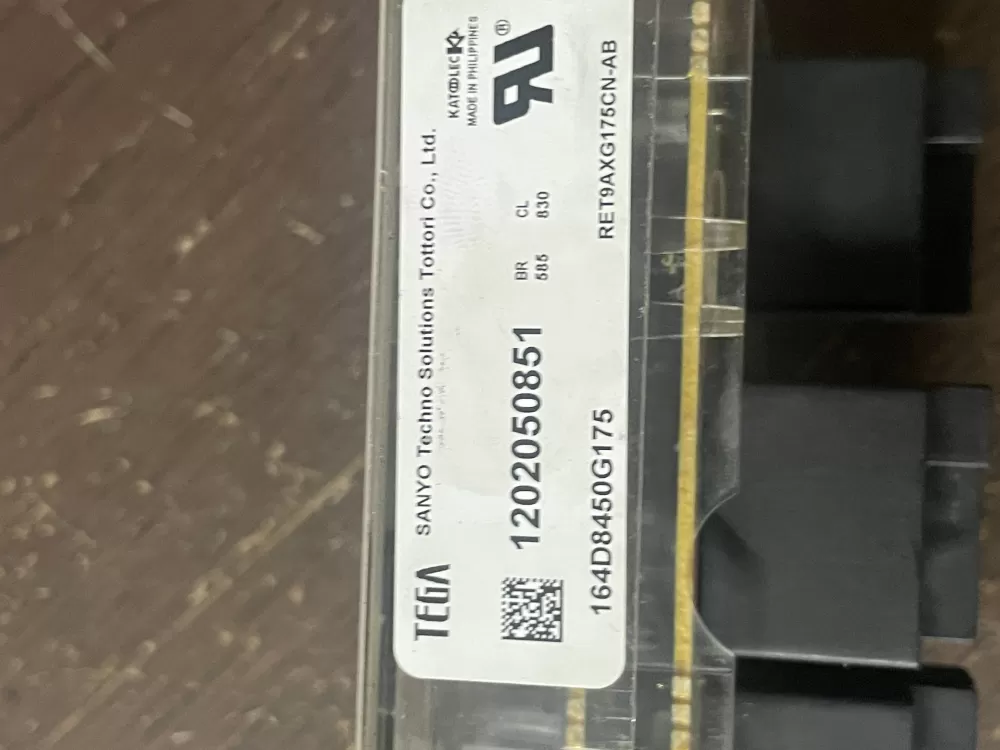 TEGA SANYO Techno Solutions Tottori Co., Ltd.
KATOLEC
MADE IN PHILIPPINES
1202050851
BR CL
585 830
RU®
164D8450G175 RET9AXG175CN-AB